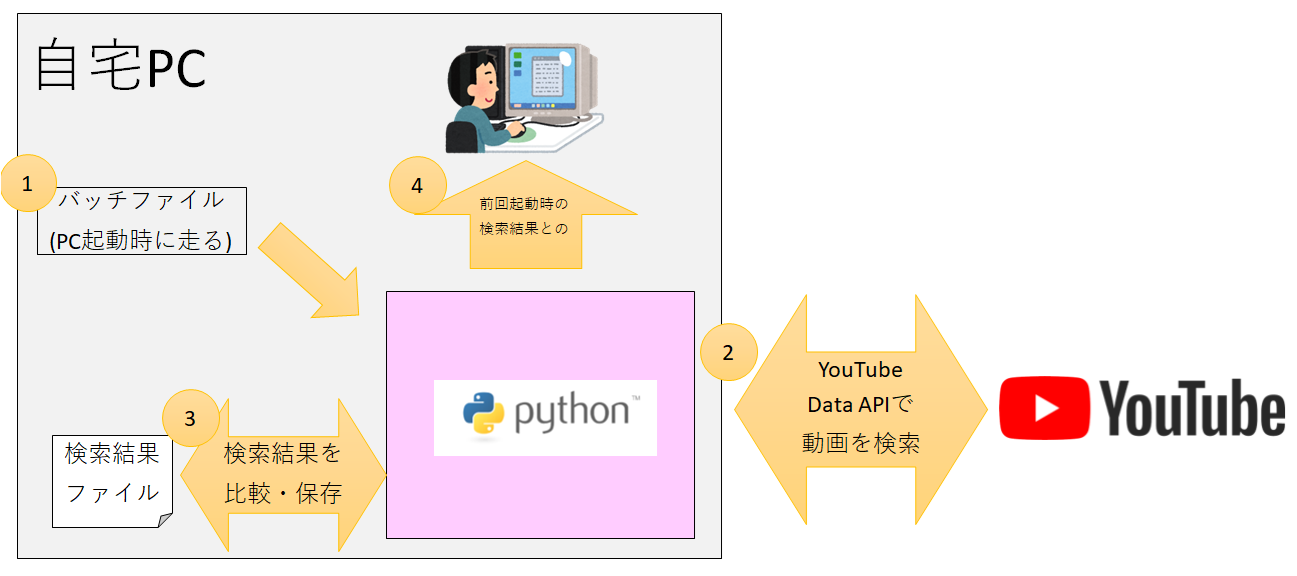 自宅PC
1
バッチファイル
(PC起動時に走る)
4
前回起動時の
検索結果との
2
YouTube
Data APIで
動画を検索
YouTube
python™
3
検索結果
ファイル
検索結果を
比較・保存